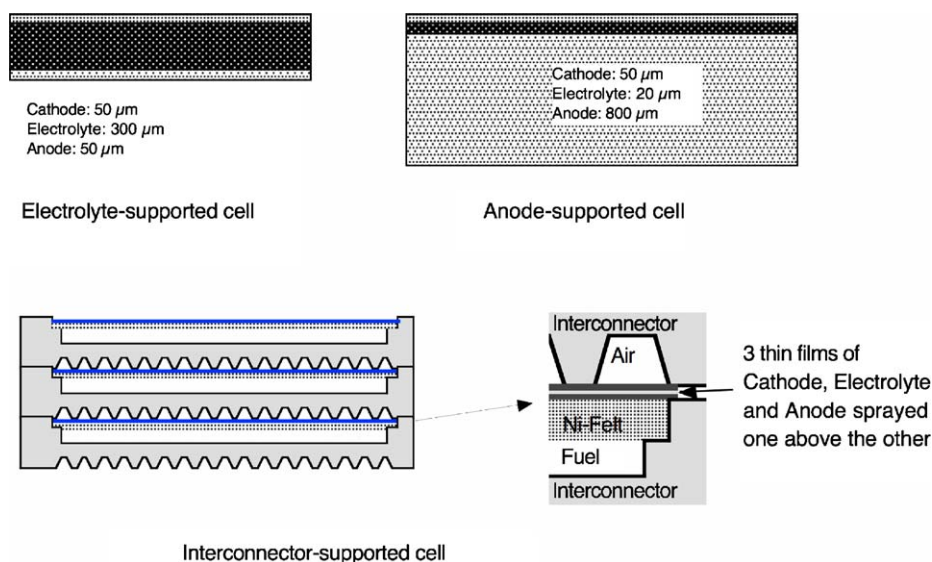 Cathode: 50 µm
Electrolyte: 300 µm
Anode: 50 µm
Electrolyte-supported cell
Cathode: 50 µm
Electrolyte: 20 µm
Anode: 800 µm
Anode-supported cell
Interconnector
Air
Ni-Felt
Fuel
Interconnector
3 thin films of
Cathode, Electrolyte
and Anode sprayed
one above the other
Interconnector-supported cell